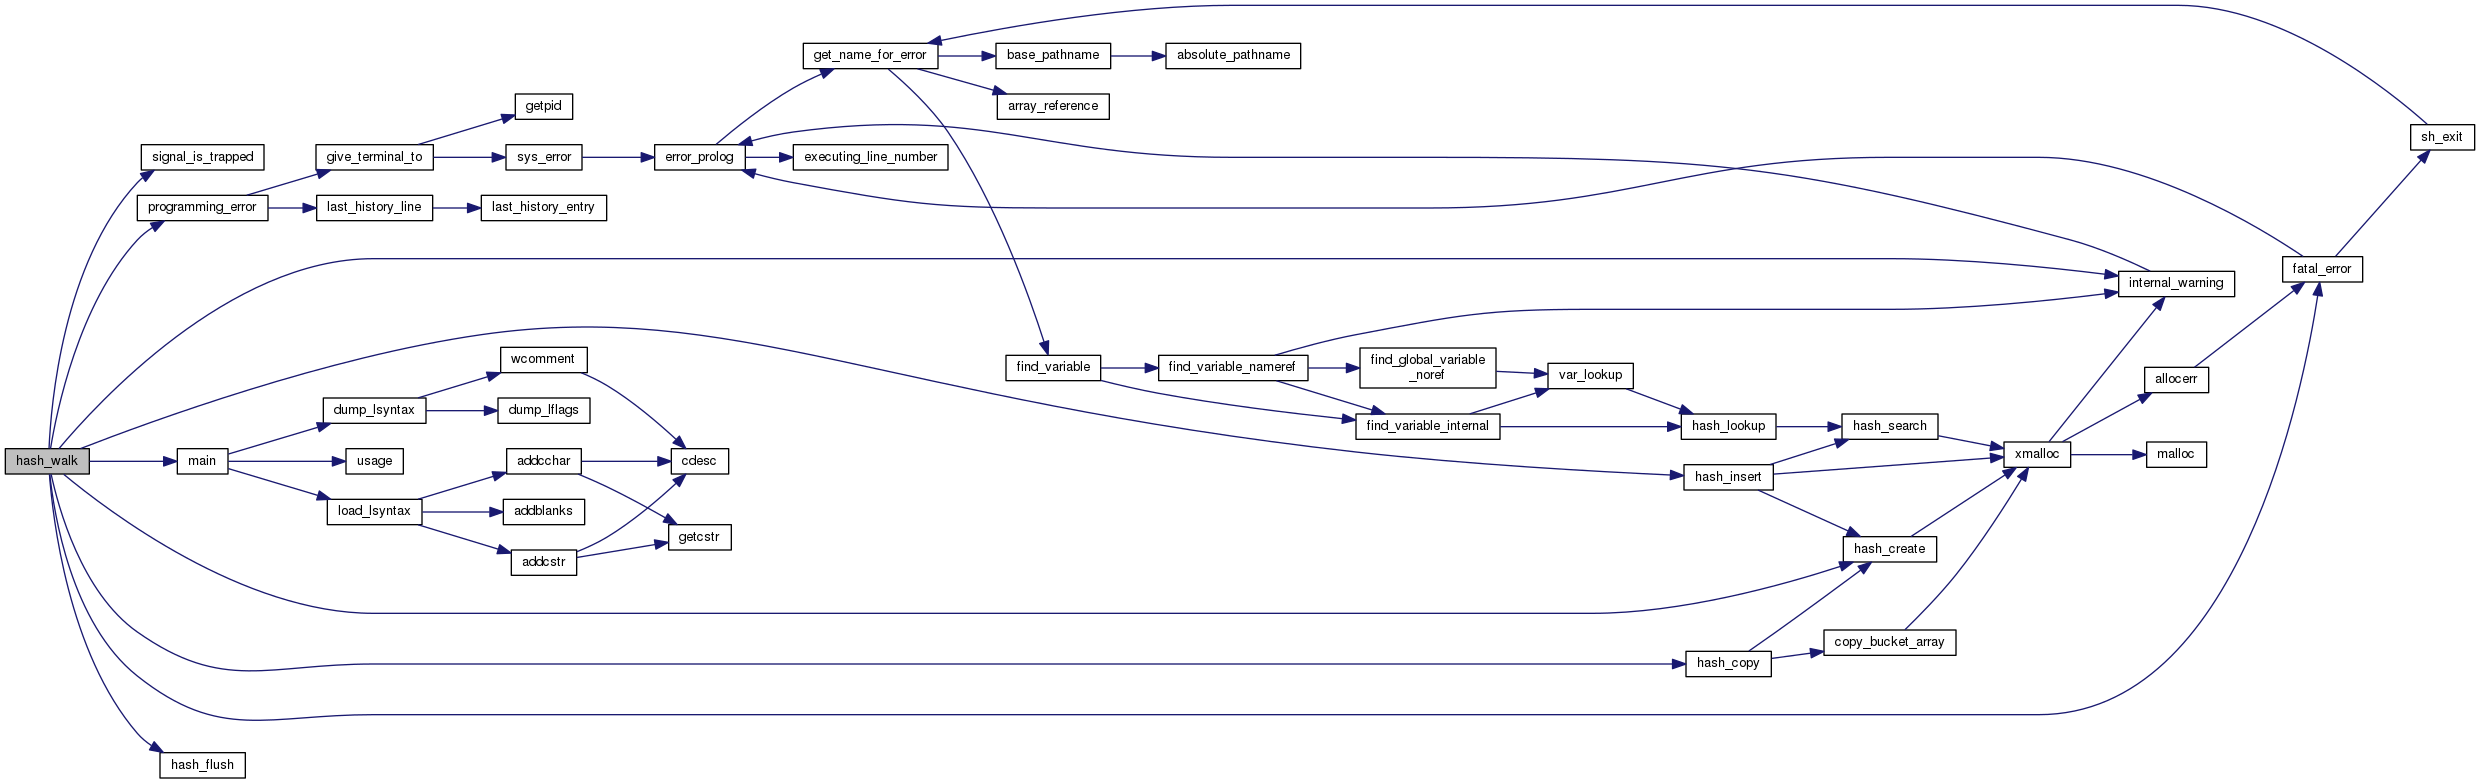 get_name_for_error
base_pathname
absolute_pathname
getpid
array_reference
sh_exit
signal_is_trapped
give_terminal_to
sys_error
error_prolog
executing_line_number
programming_error
last_history_line
last_history_entry
fatal_error
internal_warning
wcomment
find_variable
find_variable_nameref
find_global_variable
_noref
var_lookup
allocerr
dump_lsyntax
dump_lflags
find_variable_internal
hash_lookup
hash_search
hash_walk
main
usage
addcchar
cdesc
xmalloc
malloc
hash_insert
load_lsyntax
addblanks
getcstr
hash_create
addcstr
copy_bucket_array
hash_copy
hash_flush